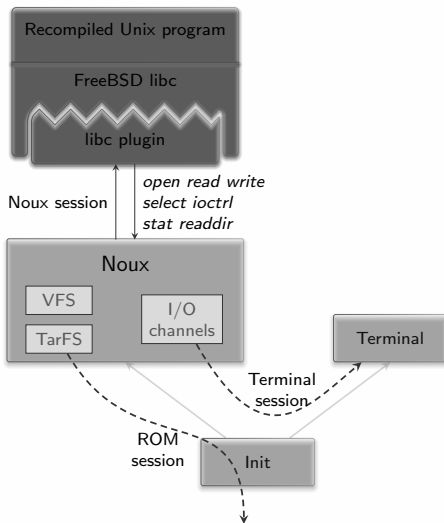 Recompiled Unix program
FreeBSD libc
libc plugin
Noux session
open read write
select ioctrl
stat readdir
Noux
VFS
TarFS
I/O
channels
Terminal
Terminal
session
ROM
session
Init